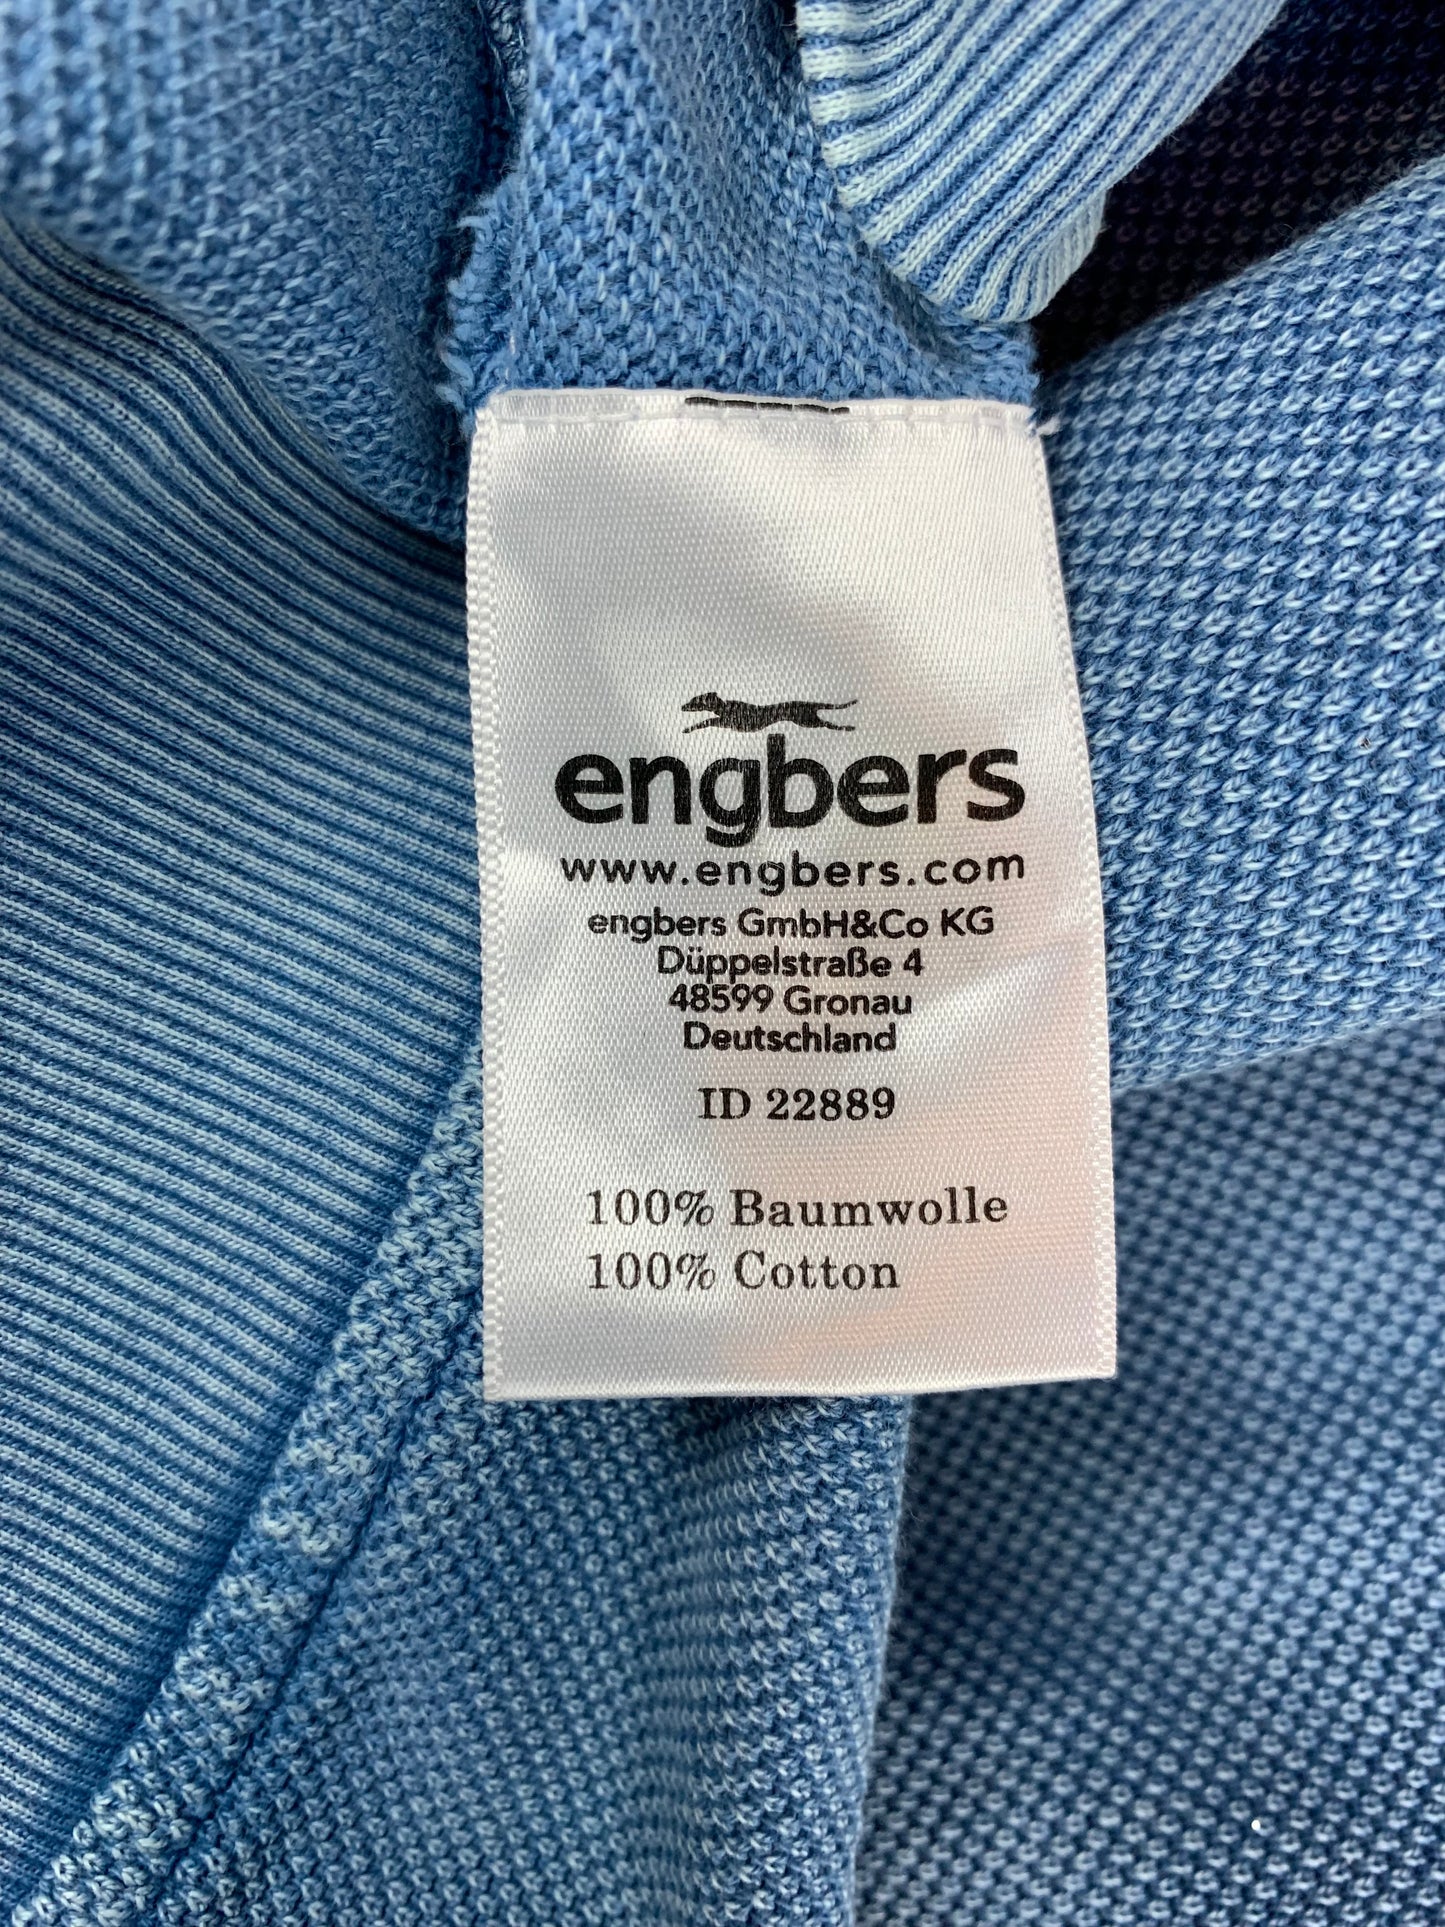 engbers
www.engbers.com
engbers GmbH&Co KG
Düppelstraße 4
48599 Gronau
Deutschland
ID 22889
100% Baumwolle
100% Cotton